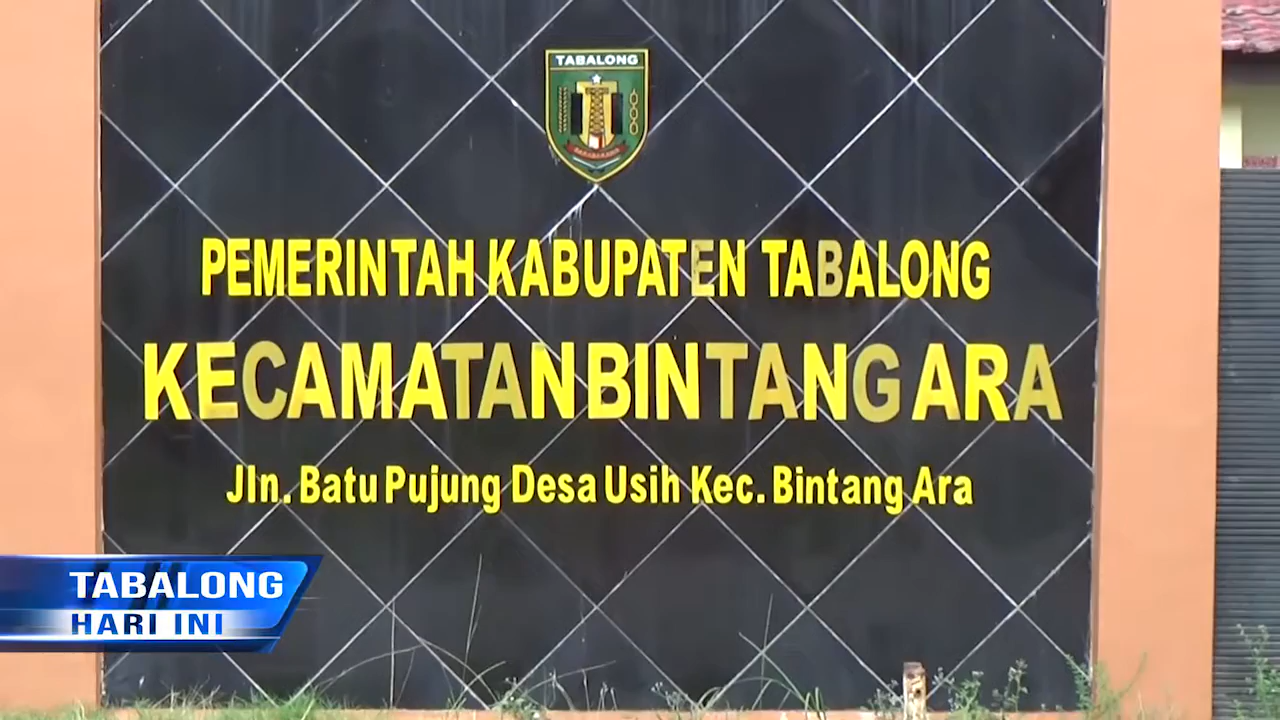 TABALONG
PEMERINTAH KABUPATEN TABALONG
KECAMATAN BINTANG ARA
Jln. Batu Pujung Desa Usih Kec. Bintang Ara
TABALONG
HARI INI